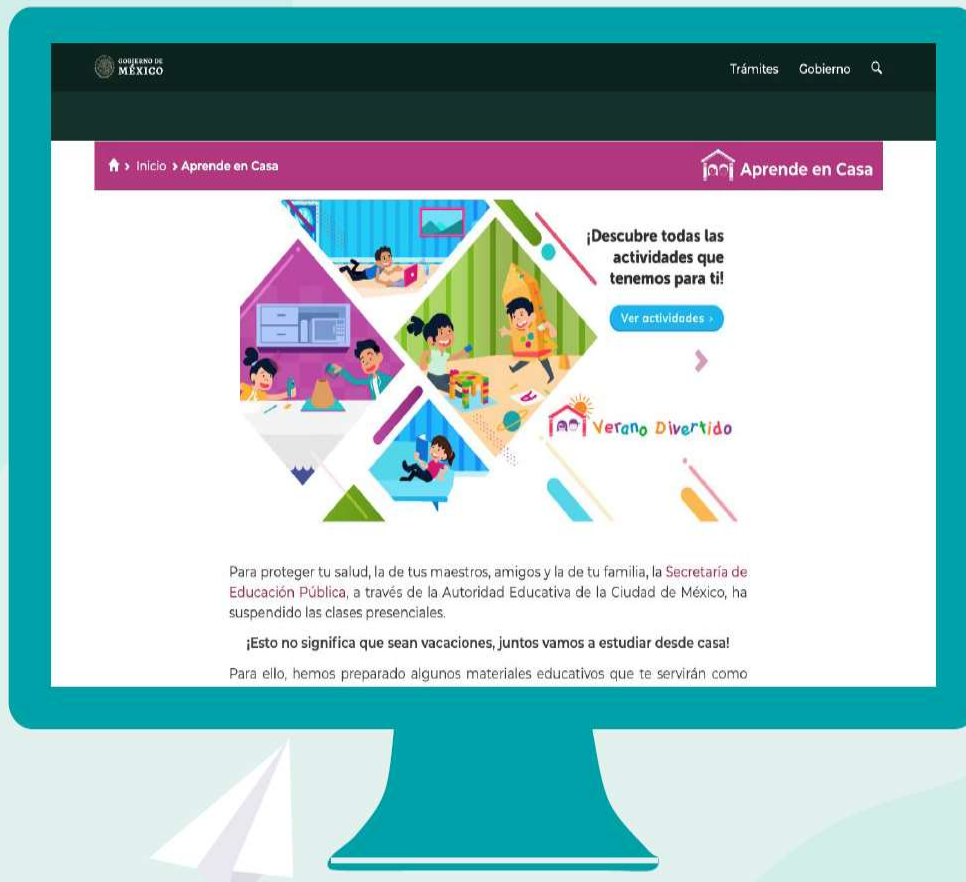 GOBIERNO DE
MÉXICO
Trámites Gobierno
> Inicio > Aprende en Casa
Aprende en Casa
¡Descubre todas las
actividades que
tenemos para ti!
Ver actividades >
Verano Divertido
Para proteger tu salud, la de tus maestros, amigos y la de tu familia, la Secretaría de
Educación Pública, a través de la Autoridad Educativa de la Ciudad de México, ha
suspendido las clases presenciales.
¡Esto no significa que sean vacaciones, juntos vamos a estudiar desde casa!
Para ello, hemos preparado algunos materiales educativos que te servirán como